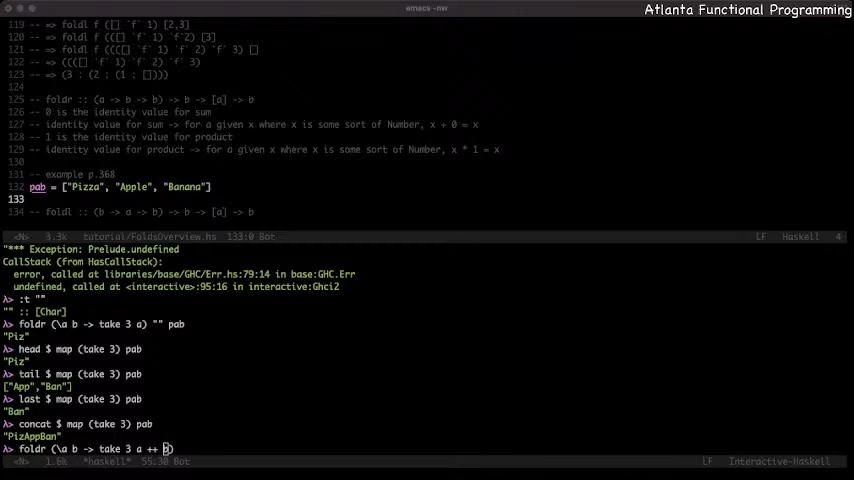 emacs -nw
Atlanta Functional Programming
119 -- => foldl f ([] `f` 1) [2,3]
120 -- => foldl f (([] `f` 1) `f`2) [3]
121 -- => foldl f ((([] `f` 1) `f` 2) `f` 3) []
122 -- => ((([] `f` 1) `f` 2) `f` 3)
123 -- => (3 : (2 : (1 : [])))
124
125 -- foldr :: (a -> b -> b) -> b -> [a] -> b
126 -- 0 is the identity value for sum
127 -- identity value for sum -> for a given x where x is some sort of Number, x + 0 = x
128 -- 1 is the identity value for product
129 -- identity value for product -> for a given x where x is some sort of Number, x * 1 = x
130
131 -- example p.368
132 pab = ["Pizza", "Apple", "Banana"]
133
134 -- foldl :: (b -> a -> b) -> b -> [a] -> b
<N> 3.3k tutorial/FoldsOverview.hs 133:0 Bot LF Haskell 4
"*** Exception: Prelude.undefined
CallStack (from HasCallStack):
error, called at libraries/base/GHC/Err.hs:79:14 in base:GHC.Err
undefined, called at <interactive>:95:16 in interactive:Ghci2
λ> :t ""
"" :: [Char]
λ> foldr (\a b -> take 3 a) "" pab
"Piz"
λ> head $ map (take 3) pab
"Piz"
λ> tail $ map (take 3) pab
["App","Ban"]
λ> last $ map (take 3) pab
"Ban"
λ> concat $ map (take 3) pab
"PizAppBan"
λ> foldr (\a b -> take 3 a ++ b)
<N> 1.6k *haskell* 55:30 Bot LF Interactive-Haskell